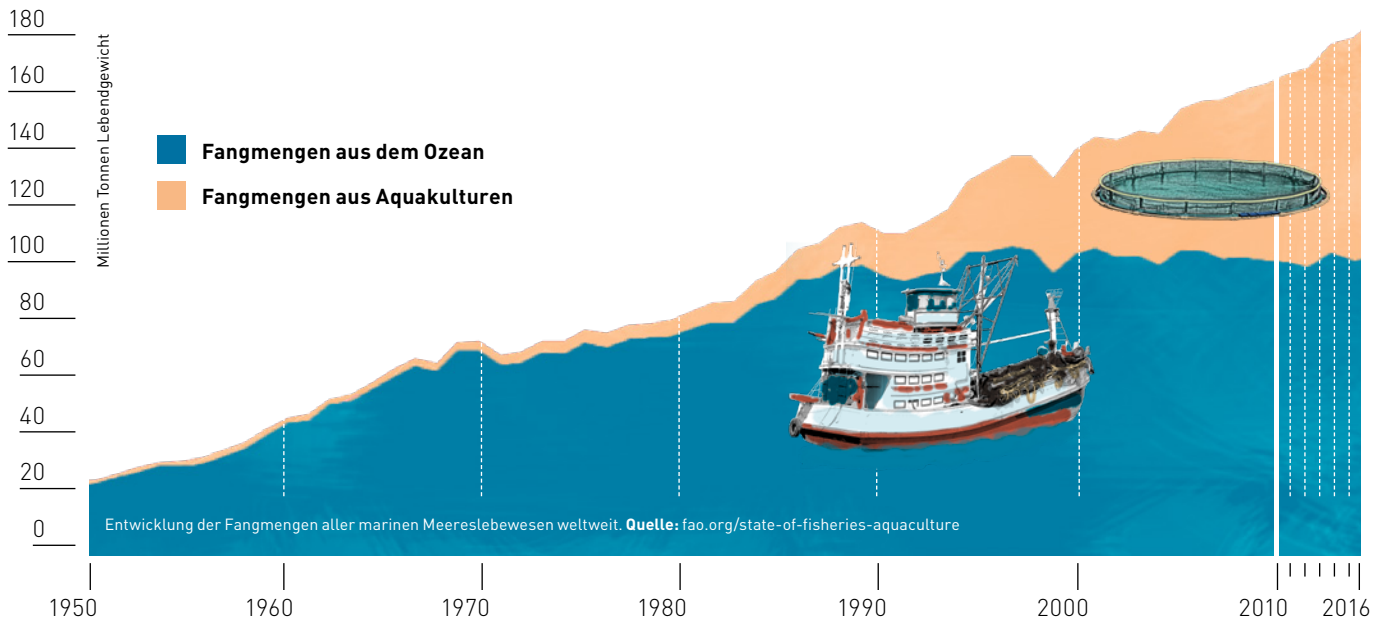 180
160
140
120
100
80
60
40
20
0
Millionen Tonnen Lebendgewicht
Fangmengen aus dem Ozean
Fangmengen aus Aquakulturen
Entwicklung der Fangmengen aller marinen Meereslebewesen weltweit. Quelle: fao.org/state-of-fisheries-aquaculture
1950 1960 1970 1980 1990 2000 2010 2016